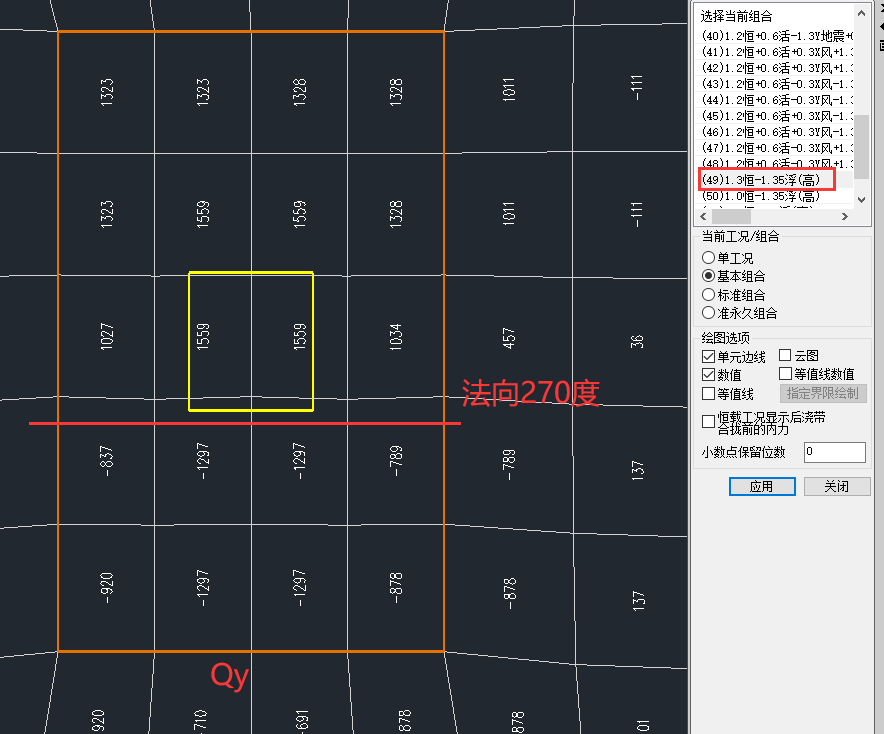 1323 1323 1328 1328 1011 -111
1323 1559 1559 1328 1011 -111
1027 1559 1559 1034 457 36
法向270度
-837 -1297 -1297 -789 -789 137
-920 -1297 -1297 -878 -878 137
Qy
920 710 -691 878 878 01
选择当前组合
(40)1.2恒+0.6活-1.3Y地震+
(41)1.2恒+0.6活+0.3X风+1.
(42)1.2恒+0.6活+0.3Y风+1.
(43)1.2恒+0.6活-0.3X风-1.
(44)1.2恒+0.6活-0.3Y风-1.
(45)1.2恒+0.6活+0.3X风-1.
(46)1.2恒+0.6活+0.3Y风-1.
(47)1.2恒+0.6活-0.3X风+1.
(48)1.2恒+0.6活-0.3Y风+1.
(49)1.3恒-1.35浮(高)
(50)1.0恒-1.35浮(高)
当前工况/组合
单工况
基本组合
标准组合
准永久组合
绘图选项
单元边线 云图
数值 等值线数值
等值线 指定界限绘制
恒载工况显示后浇带
合拢前的内力
小数点保留位数 0
应用 关闭